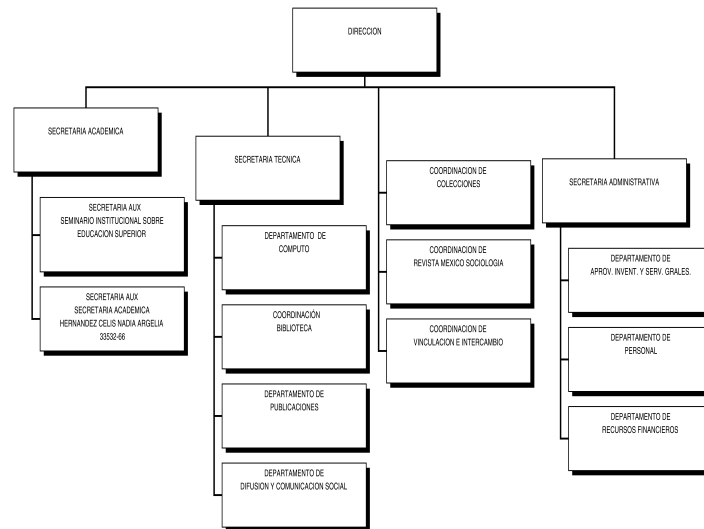 DIRECCION
SECRETARIA ACADEMICA
SECRETARIA AUX
SEMINARIO INSTITUCIONAL SOBRE
EDUCACION SUPERIOR
SECRETARIA AUX
SECRETARIA ACADEMICA
HERNANDEZ CELIS NADIA ARGELIA
33532-66
SECRETARIA TECNICA
DEPARTAMENTO DE
COMPUTO
COORDINACIÓN
BIBLIOTECA
DEPARTAMENTO DE
PUBLICACIONES
DEPARTAMENTO DE
DIFUSION Y COMUNICACION SOCIAL
COORDINACION DE
COLECCIONES
COORDINACION DE
REVISTA MEXICO SOCIOLOGIA
COORDINACION DE
VINCULACION E INTERCAMBIO
SECRETARIA ADMINISTRATIVA
DEPARTAMENTO DE
APROV. INVENT. Y SERV. GRALES.
DEPARTAMENTO DE
PERSONAL
DEPARTAMENTO DE
RECURSOS FINANCIEROS